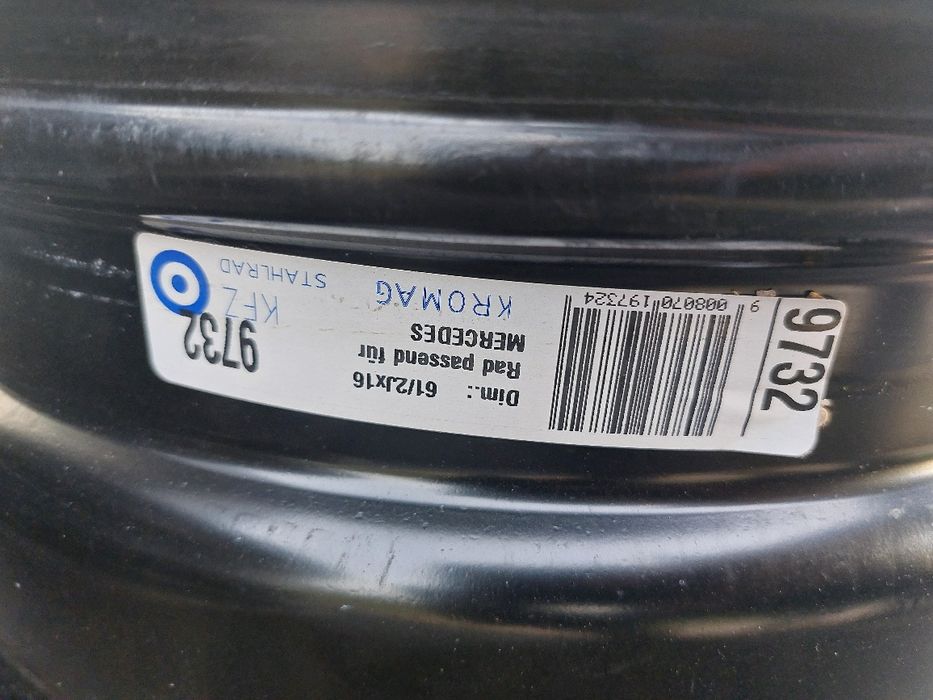 9732
9 008070 197324
Dim.: 61/2Jx16
Rad passend für
MERCEDES
KROMAG
9732
KFZ
STAHLRAD